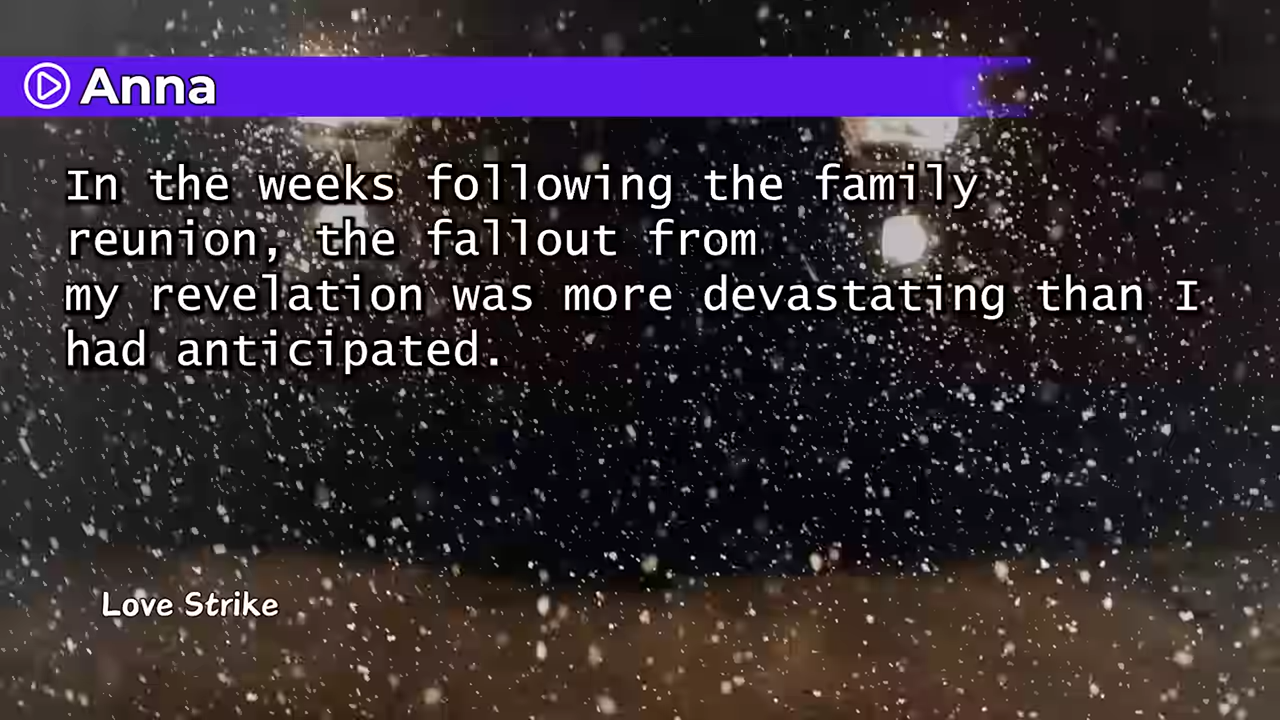 Anna
In the weeks following the family
reunion, the fallout from
my revelation was more devastating than I
had anticipated.
Love Strike